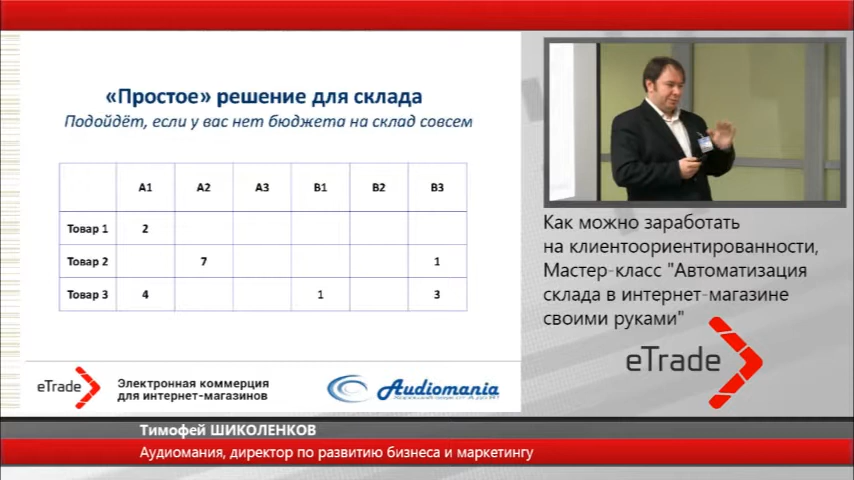 «Простое» решение для склада
Подойдёт, если у вас нет бюджета на склад совсем
A1 A2 A3 B1 B2 B3
Товар 1 2
Товар 2 7 1
Товар 3 4 1 3
eTrade
Электронная коммерция
для интернет-магазинов
Audiomania
Как можно заработать
на клиентоориентированности,
Мастер-класс "Автоматизация
склада в интернет-магазине
своими руками"
eTrade
Тимофей ШИКОЛЕНКОВ
Аудиомания, директор по развитию бизнеса и маркетингу